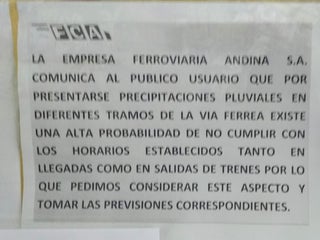 FCA
LA EMPRESA FERROVIARIA ANDINA S.A.
COMUNICA AL PUBLICO USUARIO QUE POR
PRESENTARSE PRECIPITACIONES PLUVIALES EN
DIFERENTES TRAMOS DE LA VIA FERREA EXISTE
UNA ALTA PROBABILIDAD DE NO CUMPLIR CON
LOS HORARIOS ESTABLECIDOS TANTO EN
LLEGADAS COMO EN SALIDAS DE TRENES POR LO
QUE PEDIMOS CONSIDERAR ESTE ASPECTO Y
TOMAR LAS PREVISIONES CORRESPONDIENTES.